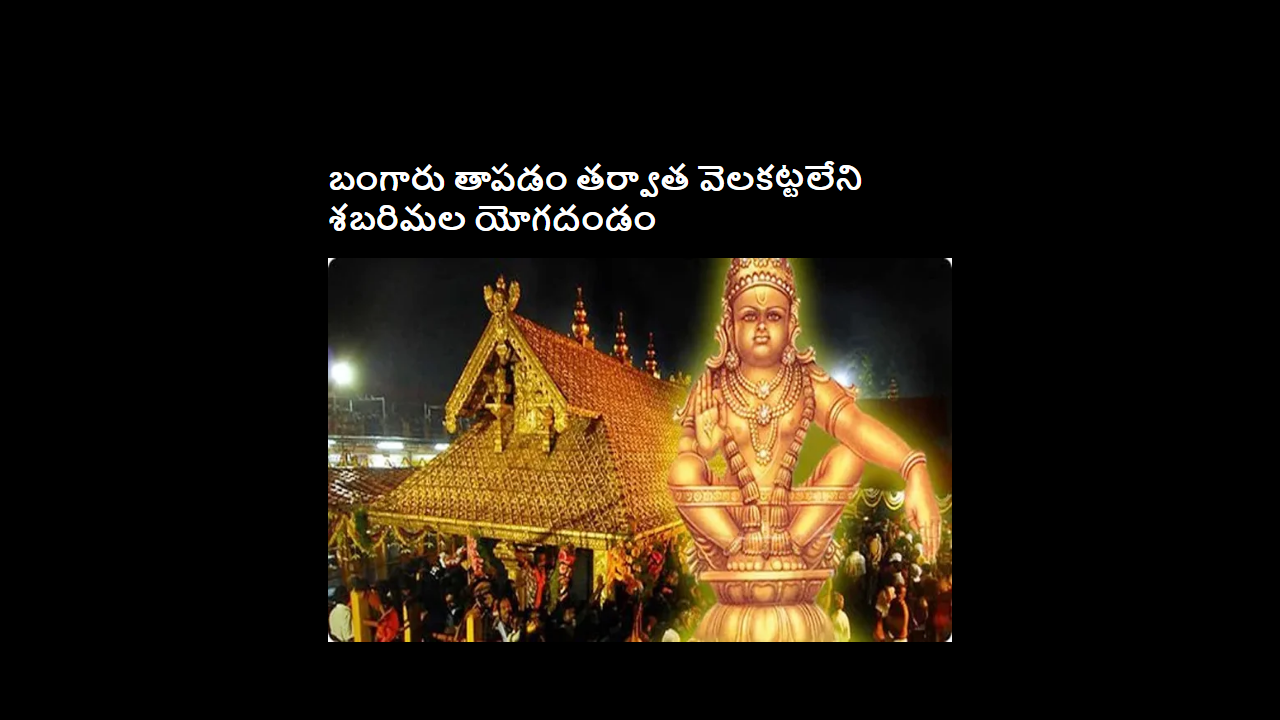 బంగారు తాపడం తర్వాత వెలకట్టలేని
శబరిమల యోగదండం